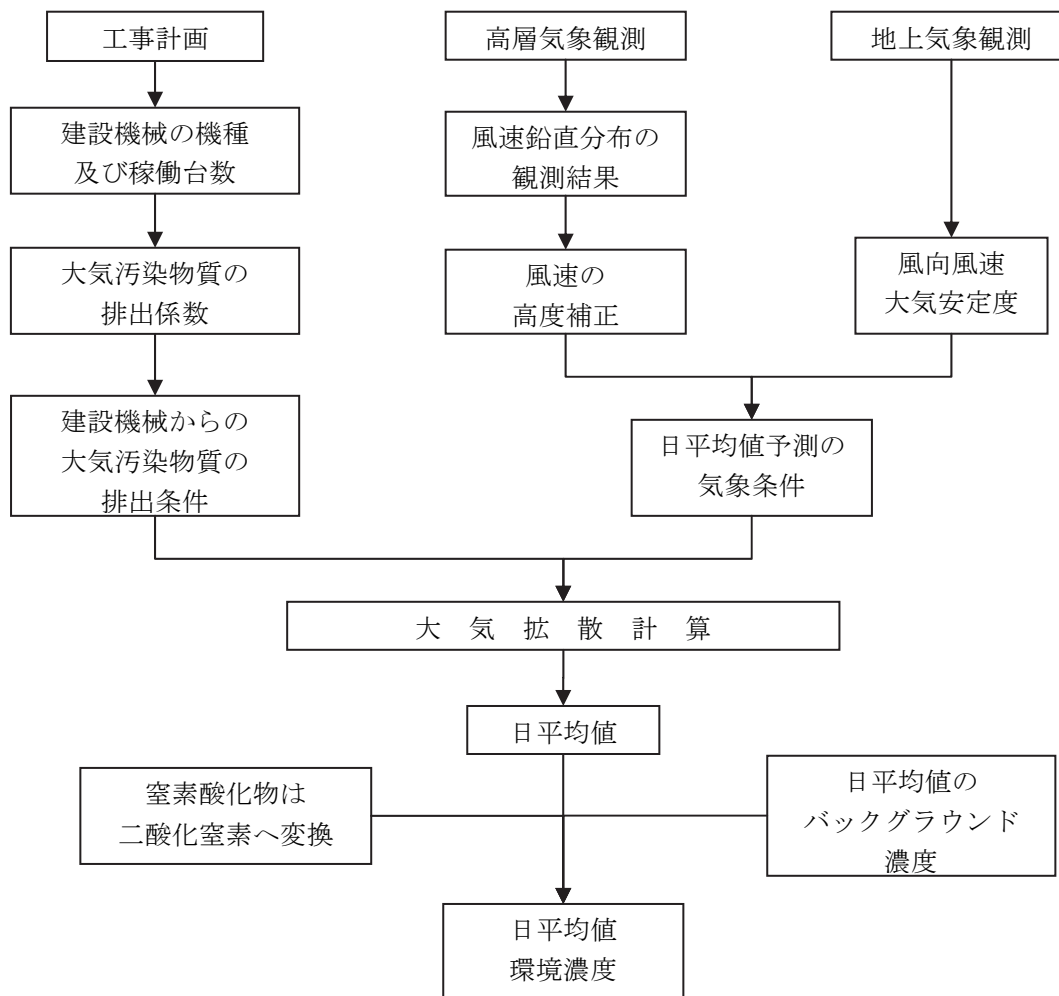 工事計画
高層気象観測
地上気象観測
建設機械の機種
及び稼働台数
風速鉛直分布の
観測結果
大気汚染物質の
排出係数
風速の
高度補正
風向風速
大気安定度
建設機械からの
大気汚染物質の
排出条件
日平均値予測の
気象条件
大 気 拡 散 計 算
日平均値
窒素酸化物は
二酸化窒素へ変換
日平均値の
バックグラウンド
濃度
日平均値
環境濃度